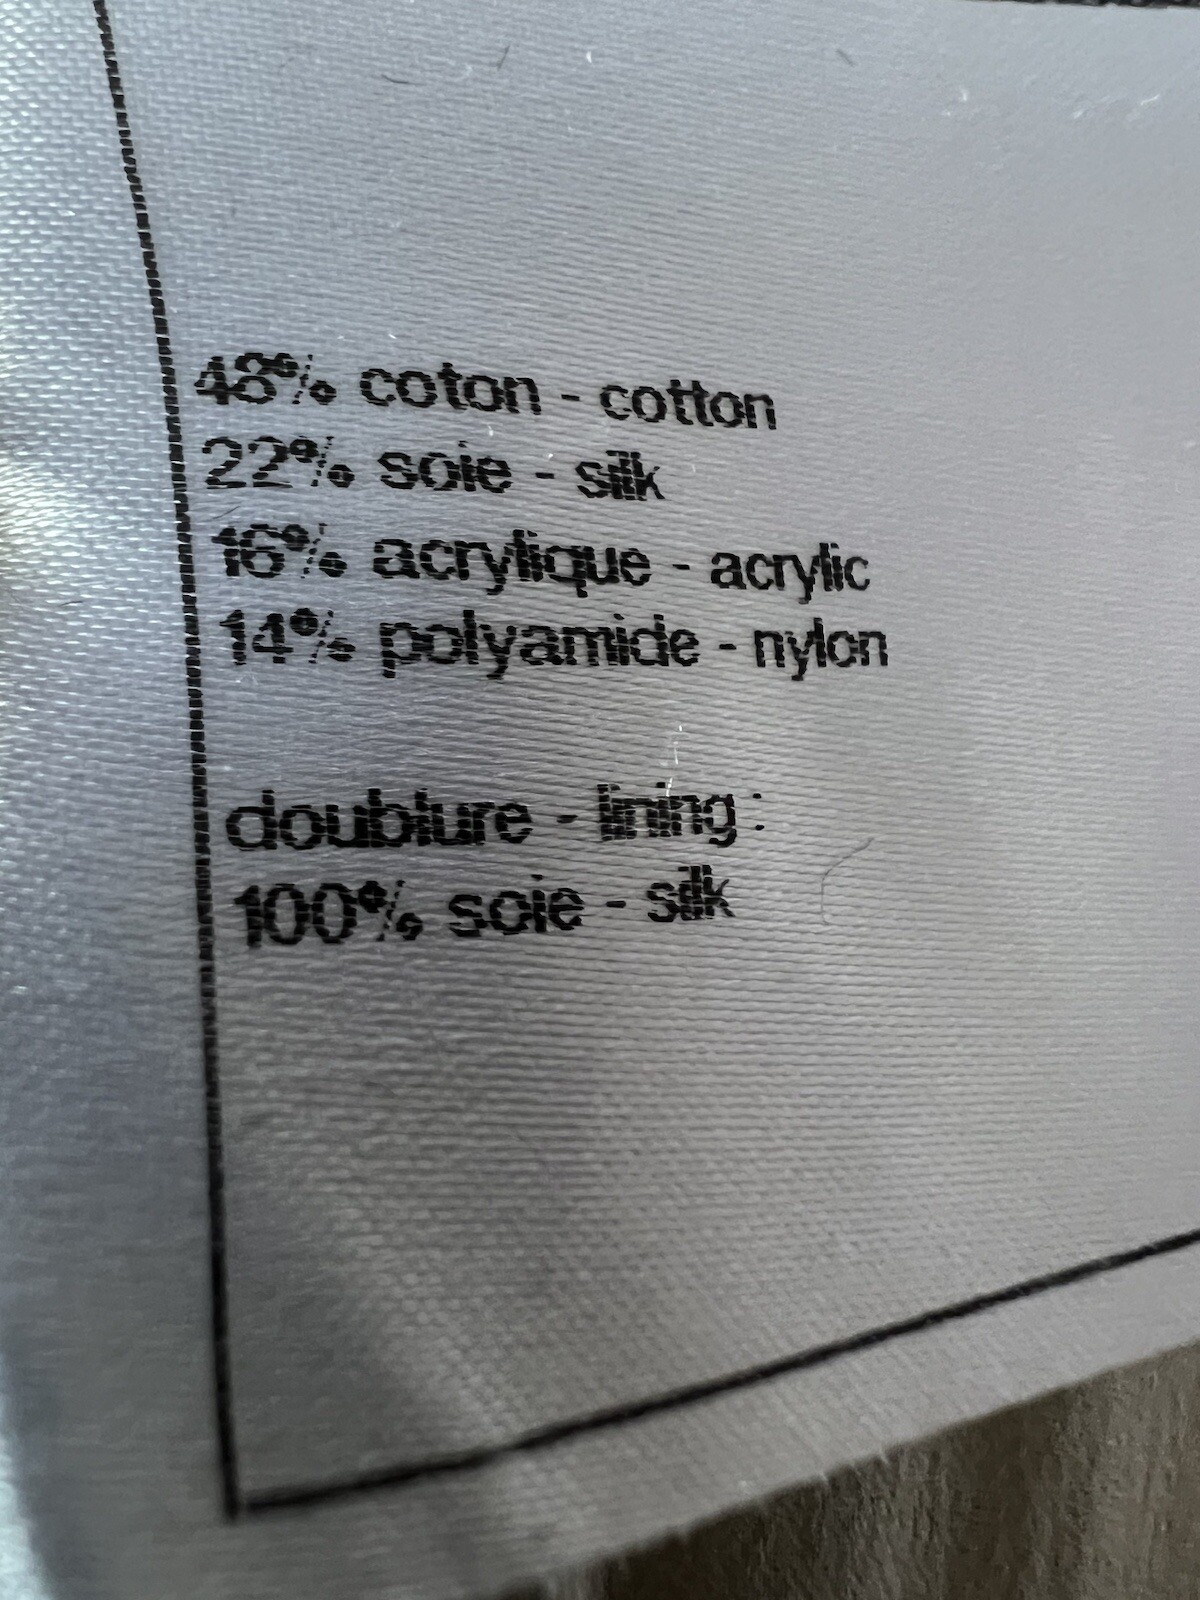 48% coton - cotton
22% soie - silk
16% acrylique - acrylic
14% polyamide - nylon
doublure - lining :
100% soie - silk